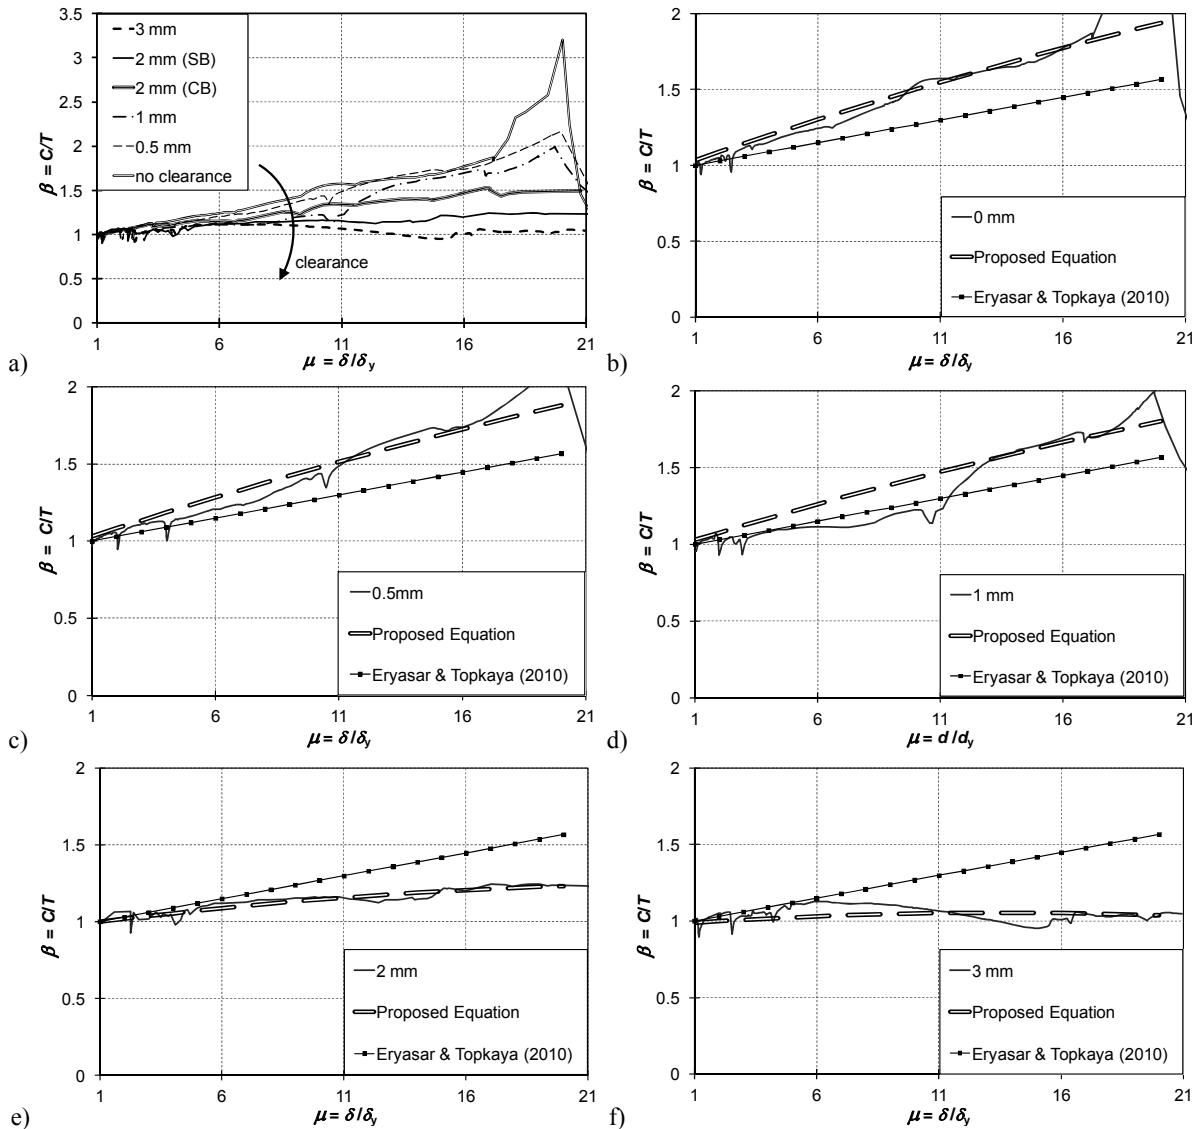 3.5
3
2.5
2
1.5
1
0.5
0
β = C/T
3 mm
2 mm (SB)
2 mm (CB)
1 mm
0.5 mm
no clearance
clearance
1 6 11 16 21
μ = δ/δy
a)
2
1.5
1
0.5
0
β = C/T
0 mm
Proposed Equation
Eryasar & Topkaya (2010)
1 6 11 16 21
μ = δ/δy
b)
2
1.5
1
0.5
0
β = C/T
0.5mm
Proposed Equation
Eryasar & Topkaya (2010)
1 6 11 16 21
μ = δ/δy
c)
2
1.5
1
0.5
0
β = C/T
1 mm
Proposed Equation
Eryasar & Topkaya (2010)
1 6 11 16 21
μ = d/dy
d)
2
1.5
1
0.5
0
β = C/T
2 mm
Proposed Equation
Eryasar & Topkaya (2010)
1 6 11 16 21
μ = δ/δy
e)
2
1.5
1
0.5
0
β = C/T
3 mm
Proposed Equation
Eryasar & Topkaya (2010)
1 6 11 16 21
μ = δ/δy
f)